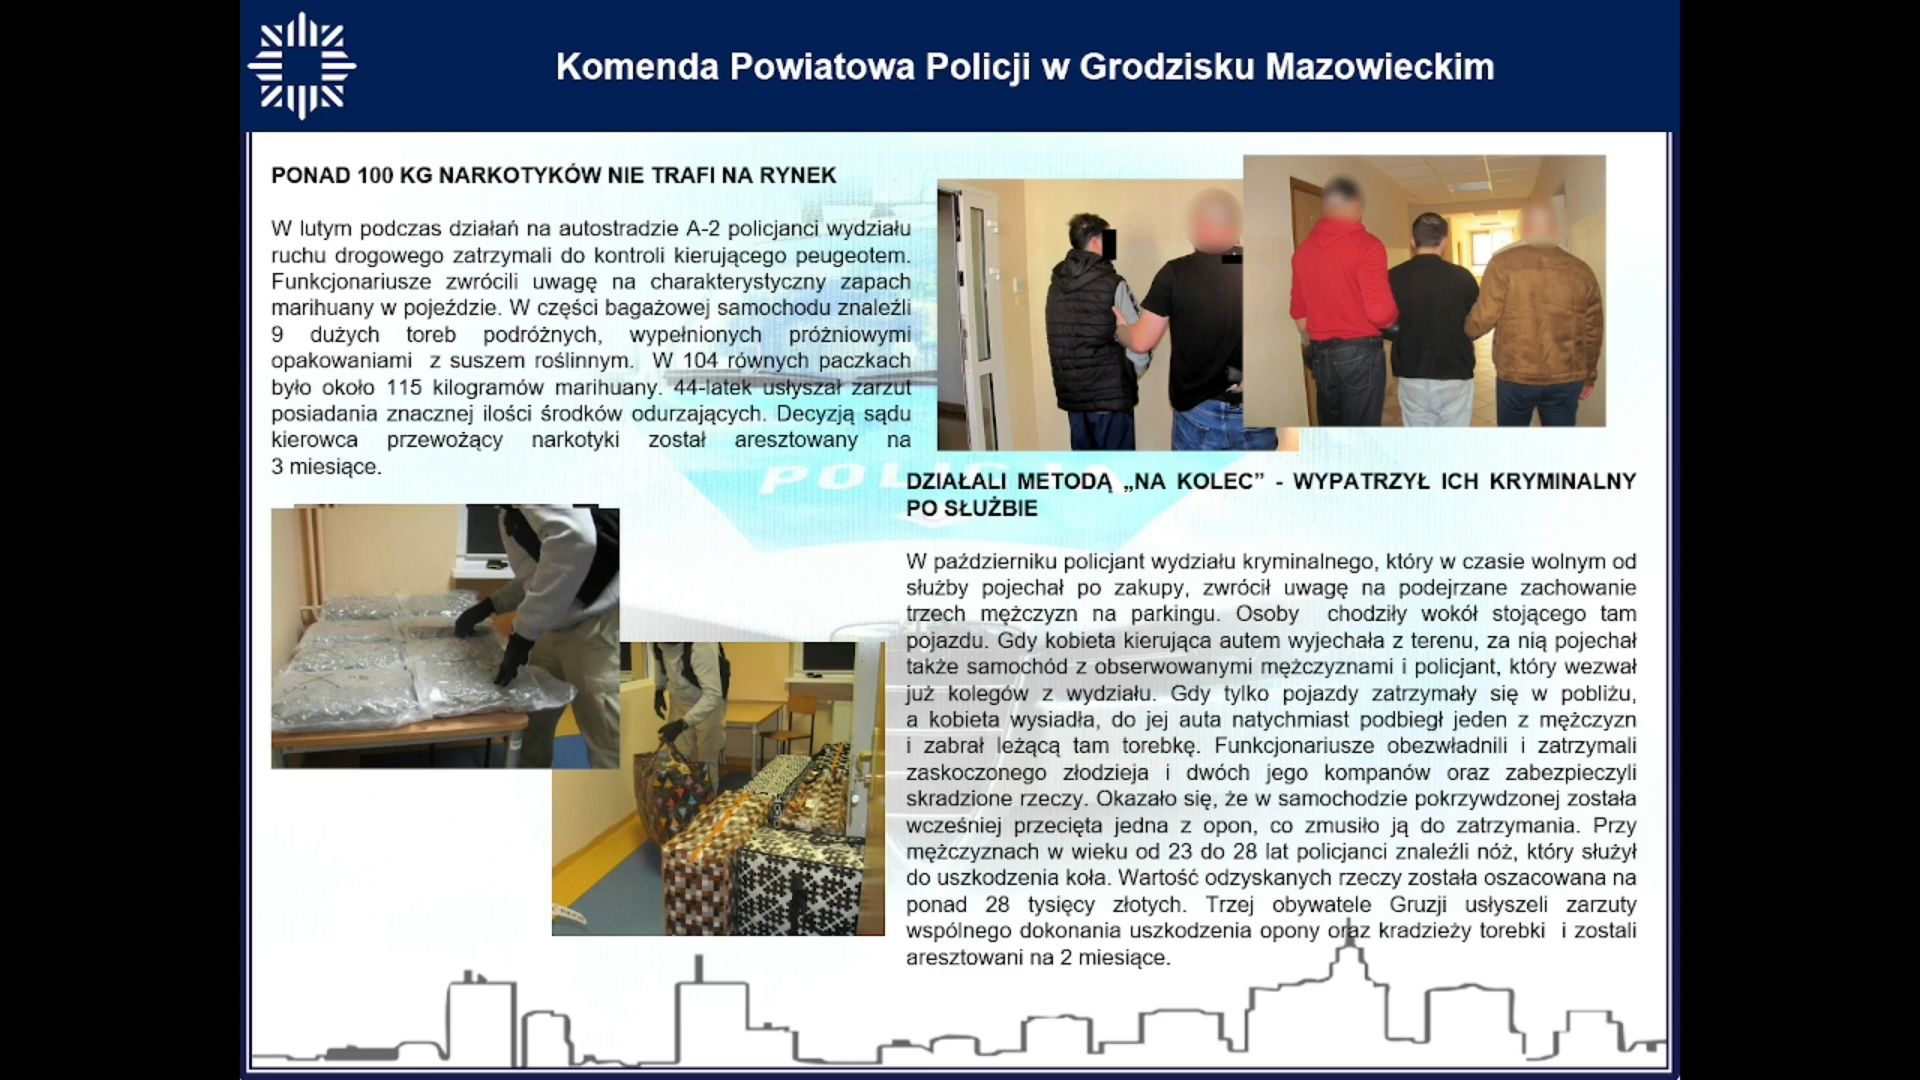 Komenda Powiatowa Policji w Grodzisku Mazowieckim
PONAD 100 KG NARKOTYKÓW NIE TRAFI NA RYNEK
W lutym podczas działań na autostradzie A-2 policjanci wydziału
ruchu drogowego zatrzymali do kontroli kierującego peugeotem.
Funkcjonariusze zwrócili uwagę na charakterystyczny zapach
marihuany w pojeździe. W części bagażowej samochodu znaleźli
9 dużych toreb podróżnych, wypełnionych próżniowymi
opakowaniami z suszem roślinnym. W 104 równych paczkach
było około 115 kilogramów marihuany. 44-latek usłyszał zarzut
posiadania znacznej ilości środków odurzających. Decyzją sądu
kierowca przewożący narkotyki został aresztowany na
3 miesiące.
POLICJA
DZIAŁALI METODĄ „NA KOLEC” - WYPATRZYŁ ICH KRYMINALNY
PO SŁUŻBIE
W październiku policjant wydziału kryminalnego, który w czasie wolnym od
służby pojechał po zakupy, zwrócił uwagę na podejrzane zachowanie
trzech mężczyzn na parkingu. Osoby chodziły wokół stojącego tam
pojazdu. Gdy kobieta kierująca autem wyjechała z terenu, za nią pojechał
także samochód z obserwowanymi mężczyznami i policjant, który wezwał
już kolegów z wydziału. Gdy tylko pojazdy zatrzymały się w pobliżu,
a kobieta wysiadła, do jej auta natychmiast podbiegł jeden z mężczyzn
i zabrał leżącą tam torebkę. Funkcjonariusze obezwładnili i zatrzymali
zaskoczonego złodzieja i dwóch jego kompanów oraz zabezpieczyli
skradzione rzeczy. Okazało się, że w samochodzie pokrzywdzonej została
wcześniej przecięta jedna z opon, co zmusiło ją do zatrzymania. Przy
mężczyznach w wieku od 23 do 28 lat policjanci znaleźli nóż, który służył
do uszkodzenia koła. Wartość odzyskanych rzeczy została oszacowana na
ponad 28 tysięcy złotych. Trzej obywatele Gruzji usłyszeli zarzuty
wspólnego dokonania uszkodzenia opony oraz kradzieży torebki i zostali
aresztowani na 2 miesiące.